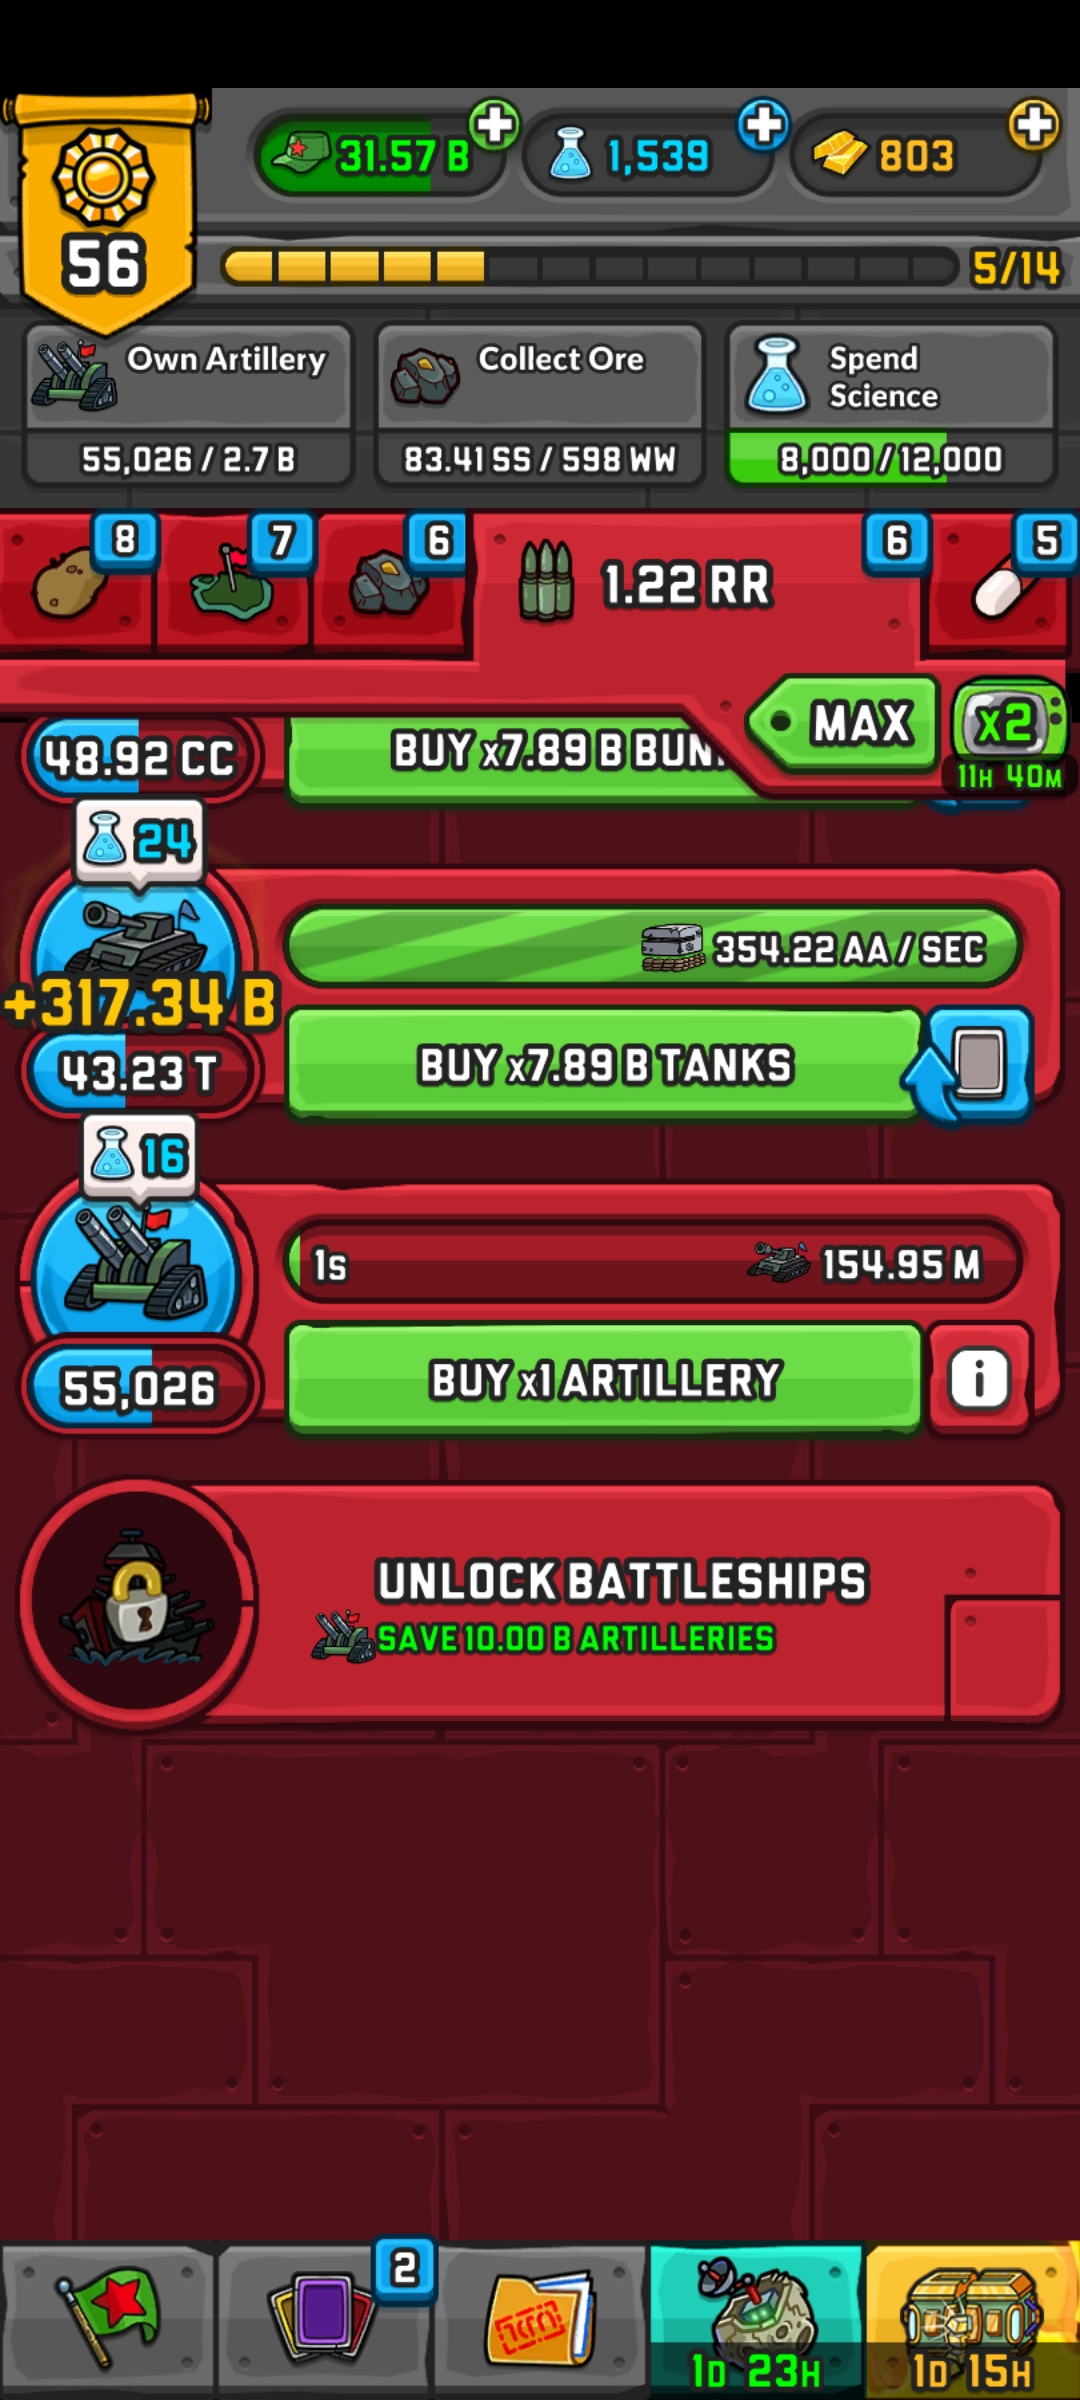 31.57 B
1,539
803
56
5/14
Own Artillery
55,026 / 2.7 B
Collect Ore
83.41 SS / 598 WW
Spend
Science
8,000 / 12,000
8
7
6
1.22 RR
6
5
MAX
x2
11H 40M
48.92 CC
BUY x7.89 B BUN
24
354.22 AA / SEC
+317.34 B
43.23 T
BUY x7.89 B TANKS
16
1s
154.95 M
55,026
BUY x1 ARTILLERY
i
UNLOCK BATTLESHIPS
SAVE 10.00 B ARTILLERIES
2
1D 23H
1D 15H